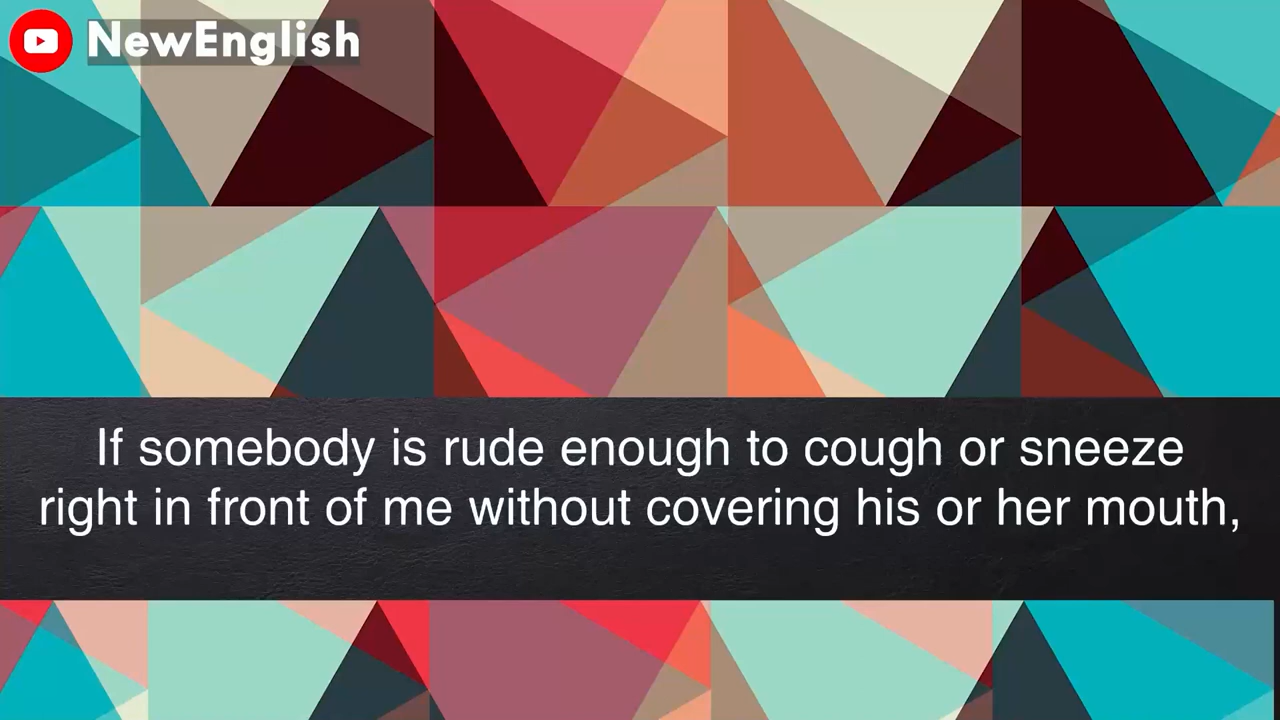 NewEnglish
If somebody is rude enough to cough or sneeze
right in front of me without covering his or her mouth,